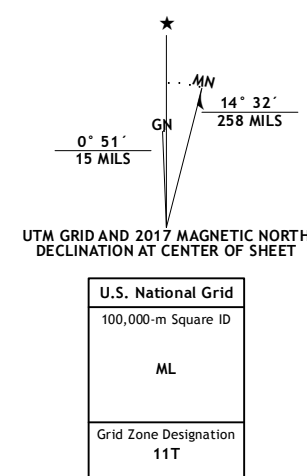 ★
MN
GN
14° 32´
258 MILS
0° 51´
15 MILS
UTM GRID AND 2017 MAGNETIC NORTH
DECLINATION AT CENTER OF SHEET
U.S. National Grid
100,000-m Square ID
ML
Grid Zone Designation
11T